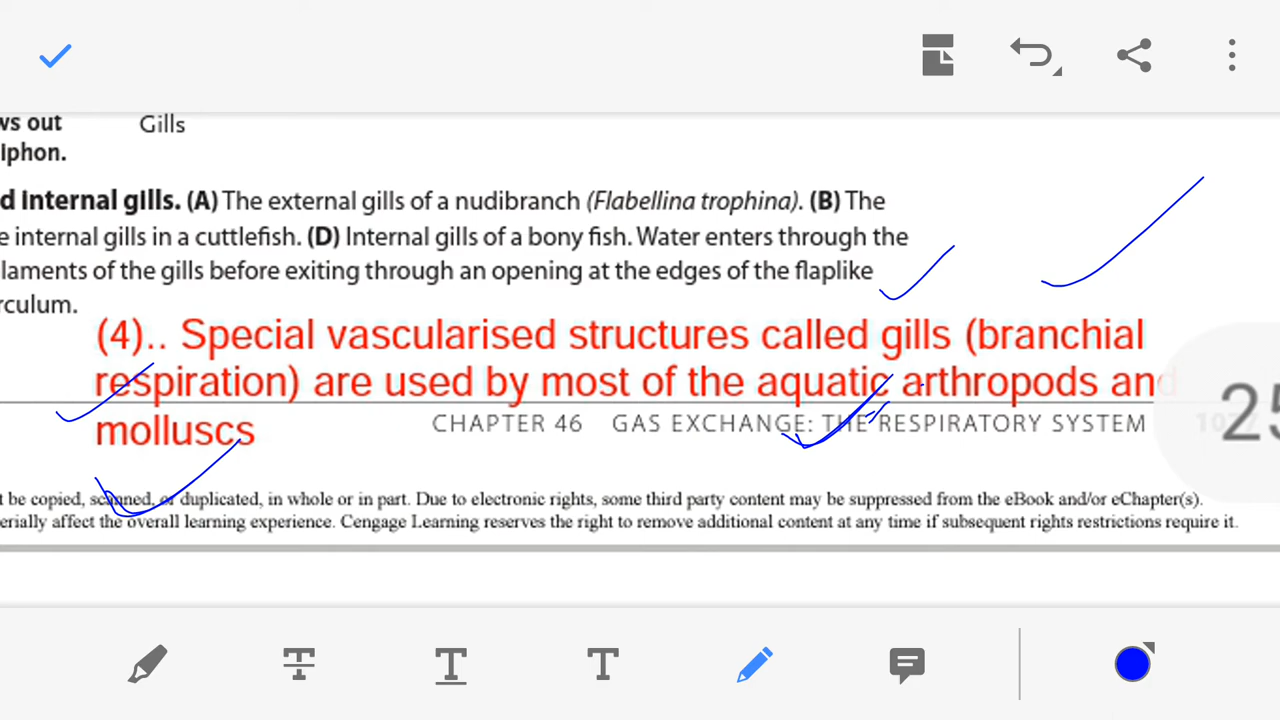 ws out Gills
lphon.
d Internal gills. (A) The external gills of a nudibranch (Flabellina trophina). (B) The
e internal gills in a cuttlefish. (D) Internal gills of a bony fish. Water enters through the
laments of the gills before exiting through an opening at the edges of the flaplike
rculum.
(4).. Special vascularised structures called gills (branchial
respiration) are used by most of the aquatic arthropods and
molluscs
CHAPTER 46 GAS EXCHANGE: THE RESPIRATORY SYSTEM
25
t be copied, scanned, or duplicated, in whole or in part. Due to electronic rights, some third party content may be suppressed from the eBook and/or eChapter(s).
erially affect the overall learning experience. Cengage Learning reserves the right to remove additional content at any time if subsequent rights restrictions require it.
T T T